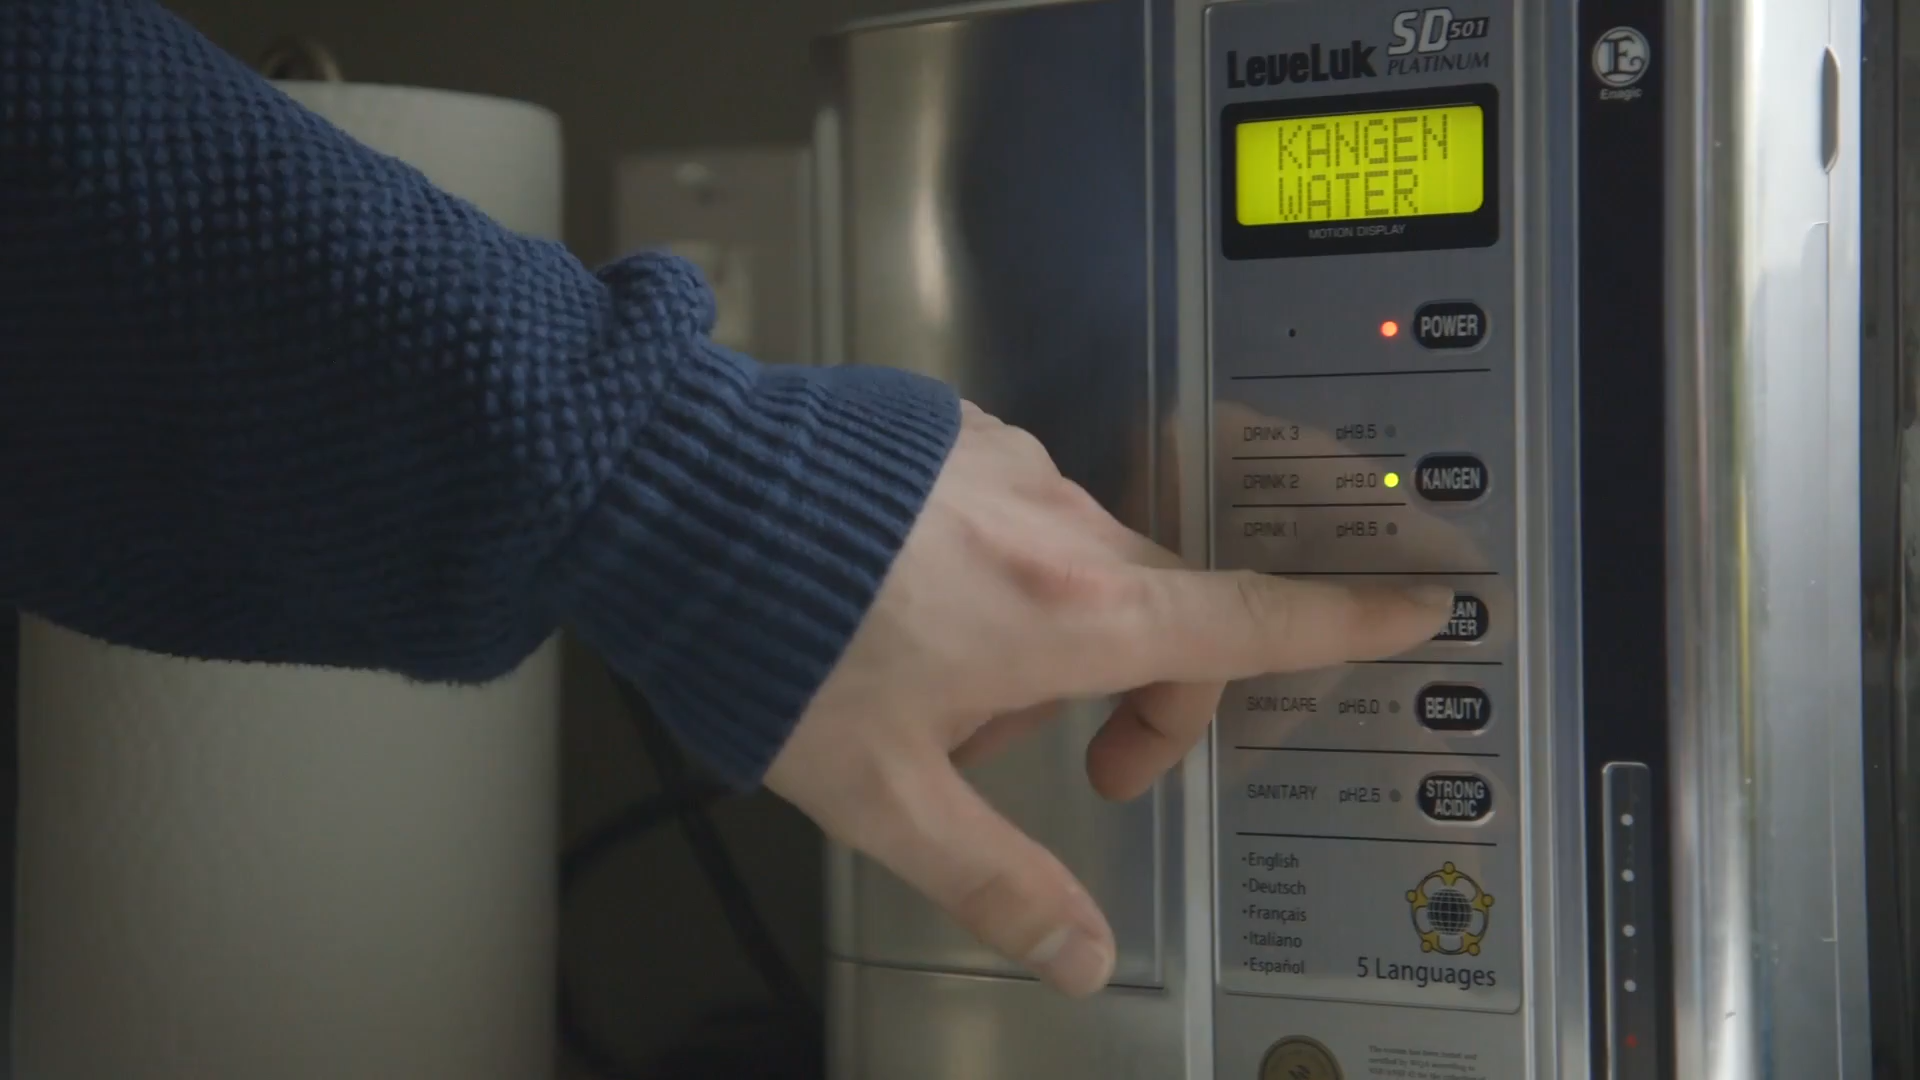 LeveLuk SD501
PLATINUM
KANGEN
WATER
MOTION DISPLAY
Enagic
POWER
DRINK 3 pH9.5
DRINK 2 pH9.0 KANGEN
DRINK 1 pH8.5
SKIN CARE pH6.0 BEAUTY
SANITARY pH2.5 STRONG
ACIDIC
·English
·Deutsch
·Français
·Italiano
·Español
5 Languages